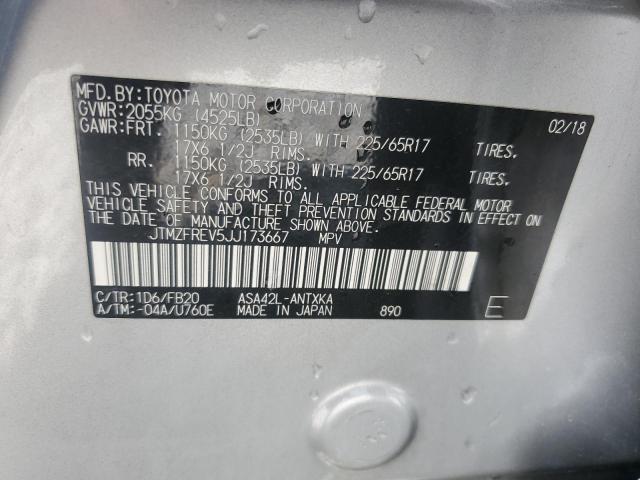 MFD. BY: TOYOTA MOTOR CORPORATION 02/18
GVWR: 2055KG (4525LB)
GAWR: FRT. 1150KG (2535LB) WITH 225/65R17 TIRES,
17X6 1/2J RIMS.
RR. 1150KG (2535LB) WITH 225/65R17 TIRES,
17X6 1/2J RIMS.
THIS VEHICLE CONFORMS TO ALL APPLICABLE FEDERAL MOTOR
VEHICLE SAFETY AND THEFT PREVENTION STANDARDS IN EFFECT ON
THE DATE OF MANUFACTURE SHOWN ABOVE.
JTMZFREV5JJ173667 MPV
C/TR: 1D6/FB20 ASA42L-ANTXKA
A/TM: -04A/U760E MADE IN JAPAN 890 E